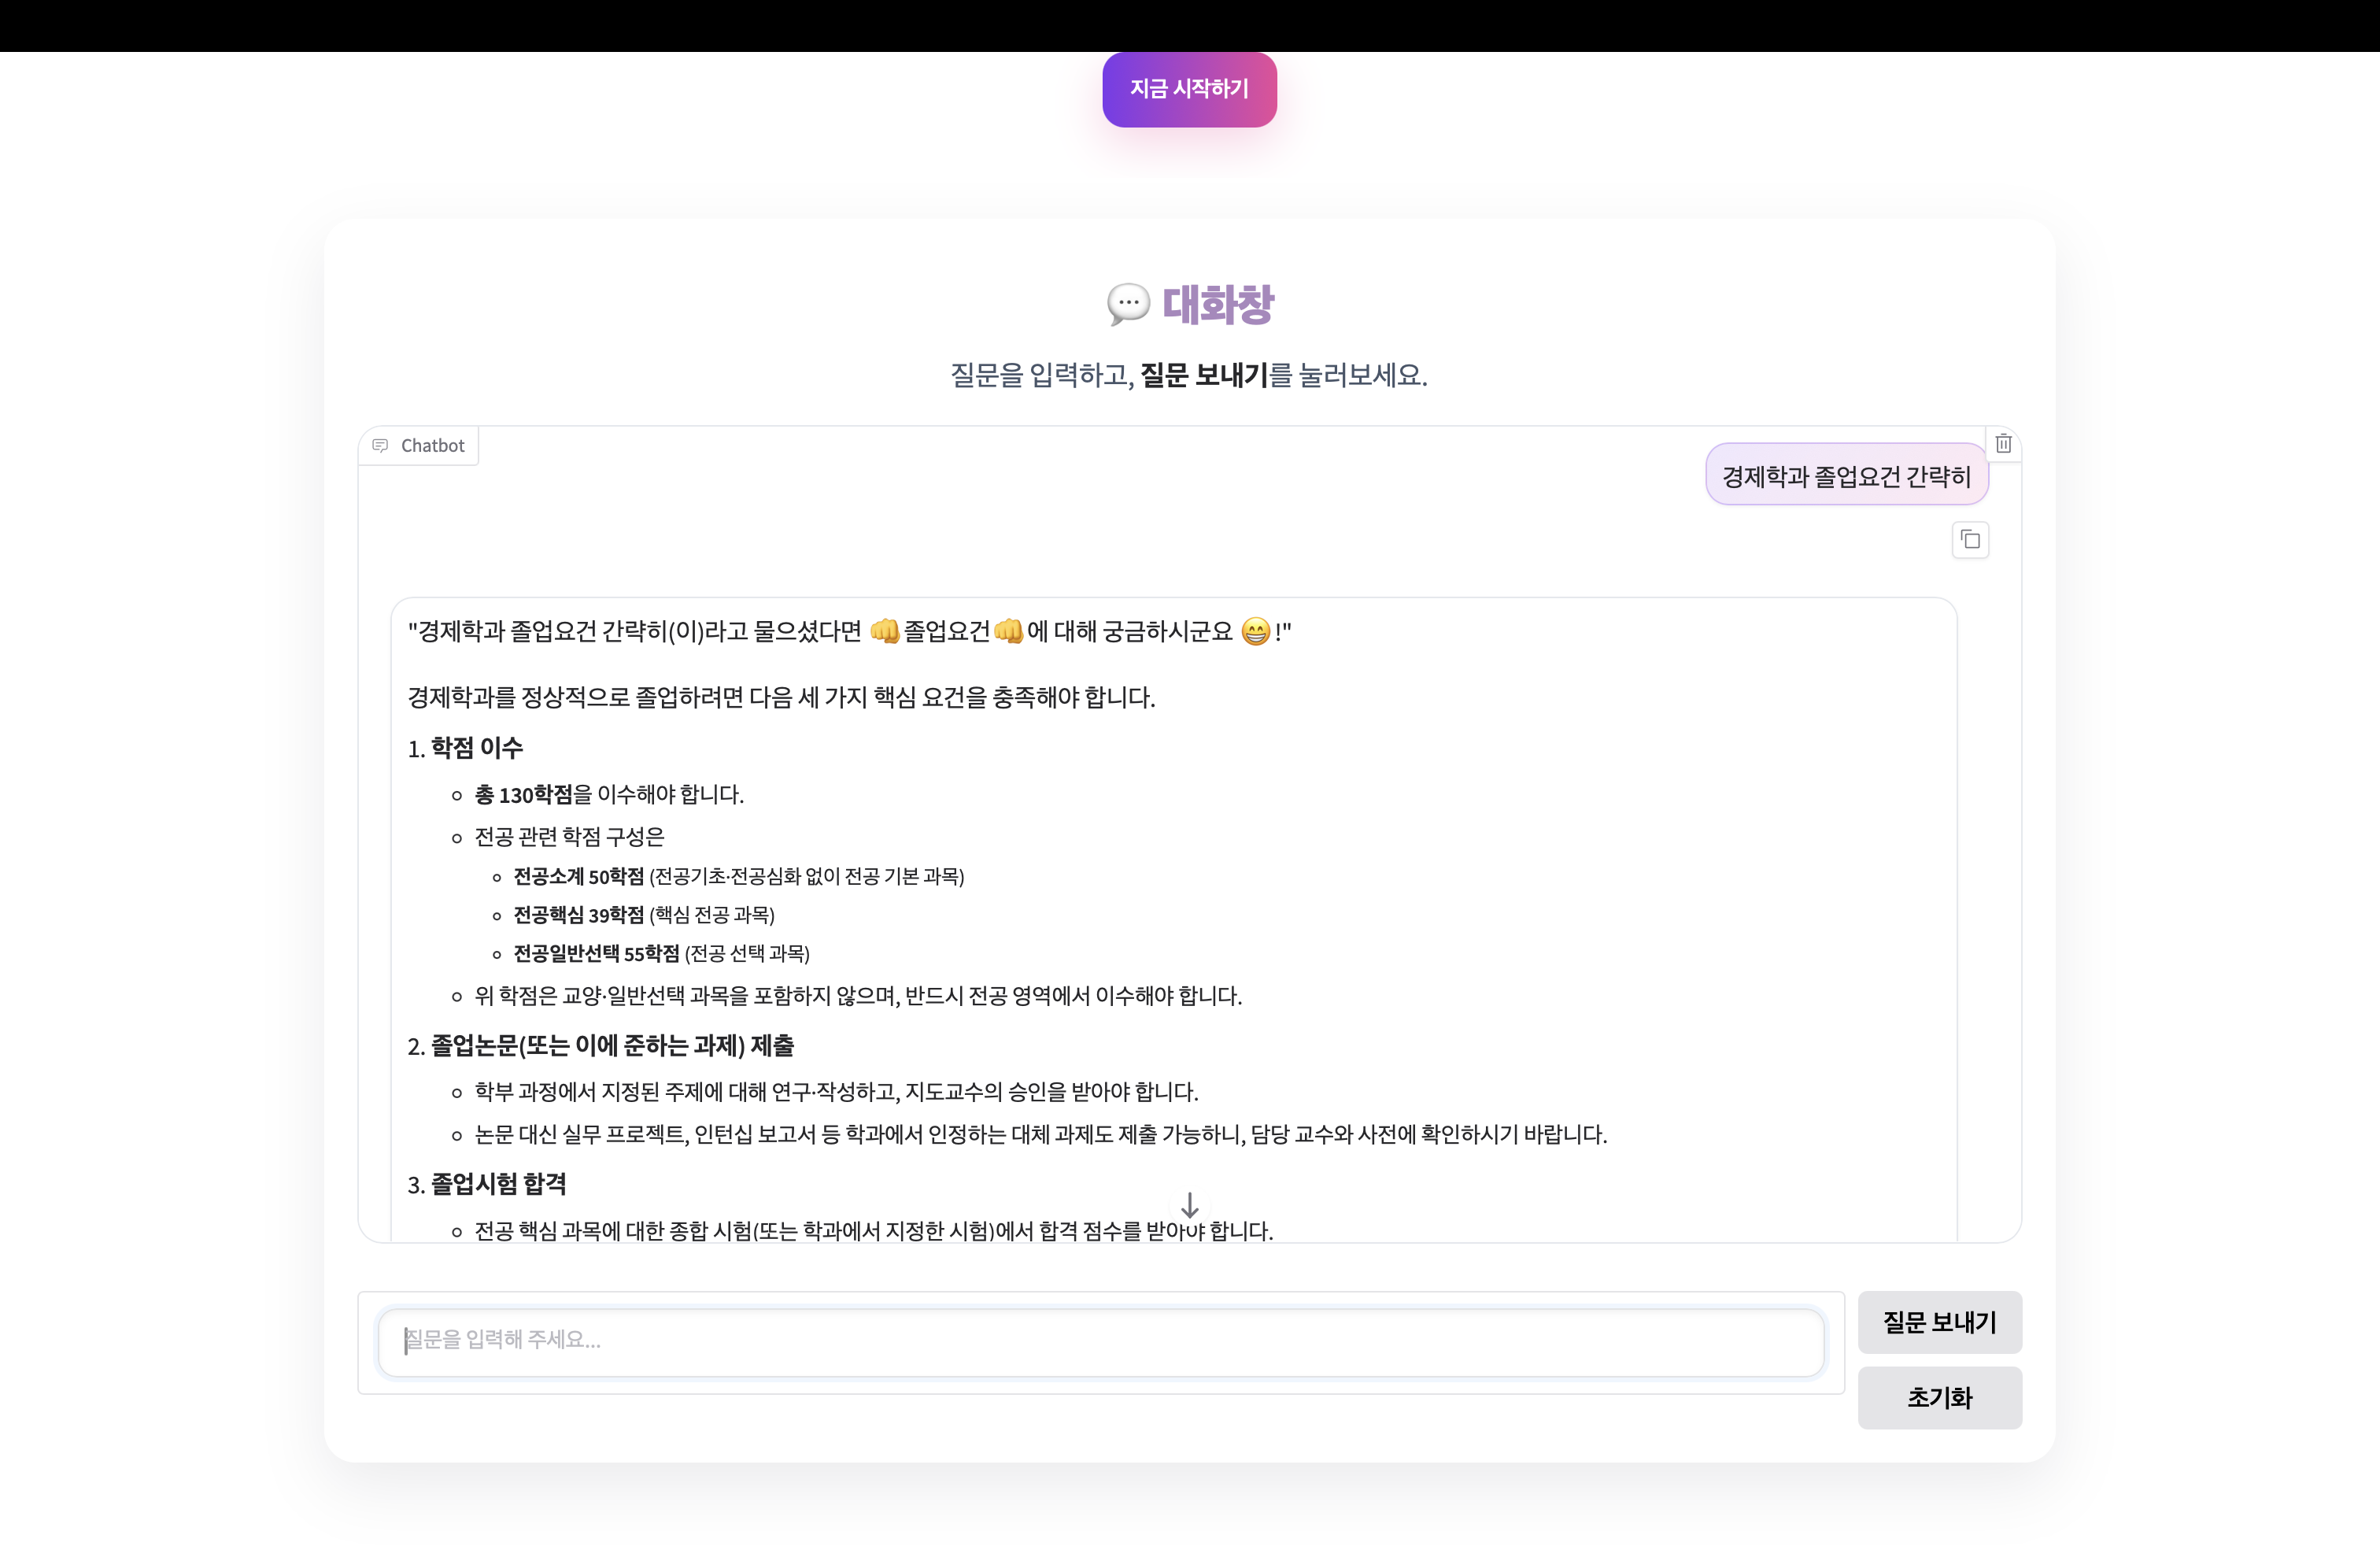 지금 시작하기
💬 대화창
질문을 입력하고, 질문 보내기를 눌러보세요.
Chatbot
경제학과 졸업요건 간략히
"경제학과 졸업요건 간략히(이)라고 물으셨다면 👊졸업요건👊에 대해 궁금하시군요 😁!"
경제학과를 정상적으로 졸업하려면 다음 세 가지 핵심 요건을 충족해야 합니다.
1. 학점 이수
총 130학점을 이수해야 합니다.
전공 관련 학점 구성은
전공소계 50학점 (전공기초·전공심화 없이 전공 기본 과목)
전공핵심 39학점 (핵심 전공 과목)
전공일반선택 55학점 (전공 선택 과목)
위 학점은 교양·일반선택 과목을 포함하지 않으며, 반드시 전공 영역에서 이수해야 합니다.
2. 졸업논문(또는 이에 준하는 과제) 제출
학부 과정에서 지정된 주제에 대해 연구·작성하고, 지도교수의 승인을 받아야 합니다.
논문 대신 실무 프로젝트, 인턴십 보고서 등 학과에서 인정하는 대체 과제도 제출 가능하니, 담당 교수와 사전에 확인하시기 바랍니다.
3. 졸업시험 합격
전공 핵심 과목에 대한 종합 시험(또는 학과에서 지정한 시험)에서 합격 점수를 받아야 합니다.
질문을 입력해 주세요...
질문 보내기
초기화